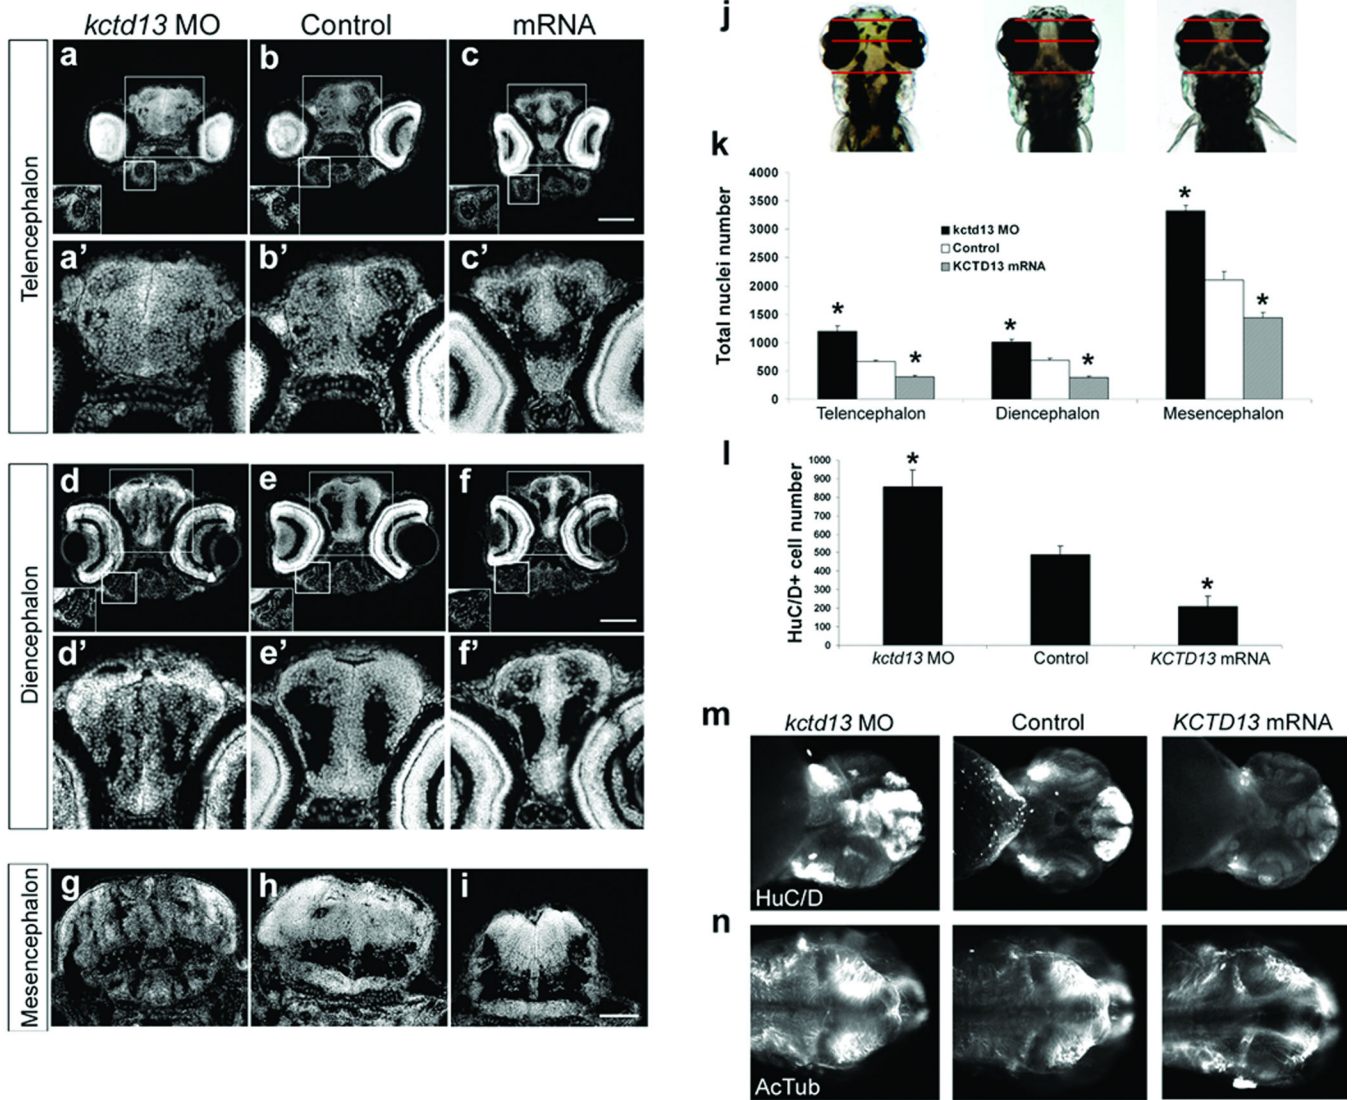 kctd13 MO Control mRNA
Telencephalon
a b c
a’ b’ c’
Diencephalon
d e f
d’ e’ f’
Mesencephalon
g h i
j
k
Total nuclei number
4000
3500
3000
2500
2000
1500
1000
500
0
kctd13 MO
Control
KCTD13 mRNA
* * * * * *
Telencephalon Diencephalon Mesencephalon
l
HuC/D+ cell number
1000
900
800
700
600
500
400
300
200
100
0
* *
kctd13 MO Control KCTD13 mRNA
m kctd13 MO Control KCTD13 mRNA
HuC/D
n
AcTub